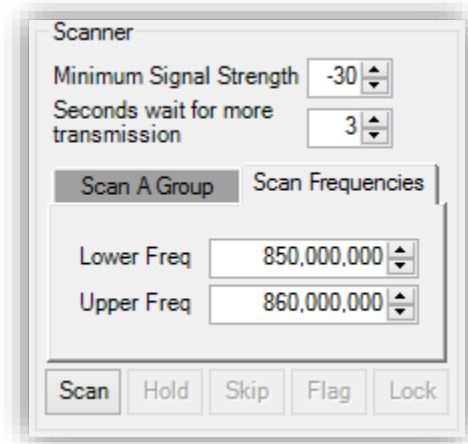 Scanner
Minimum Signal Strength -30
Seconds wait for more
transmission 3
Scan A Group Scan Frequencies
Lower Freq 850,000,000
Upper Freq 860,000,000
Scan Hold Skip Flag Lock